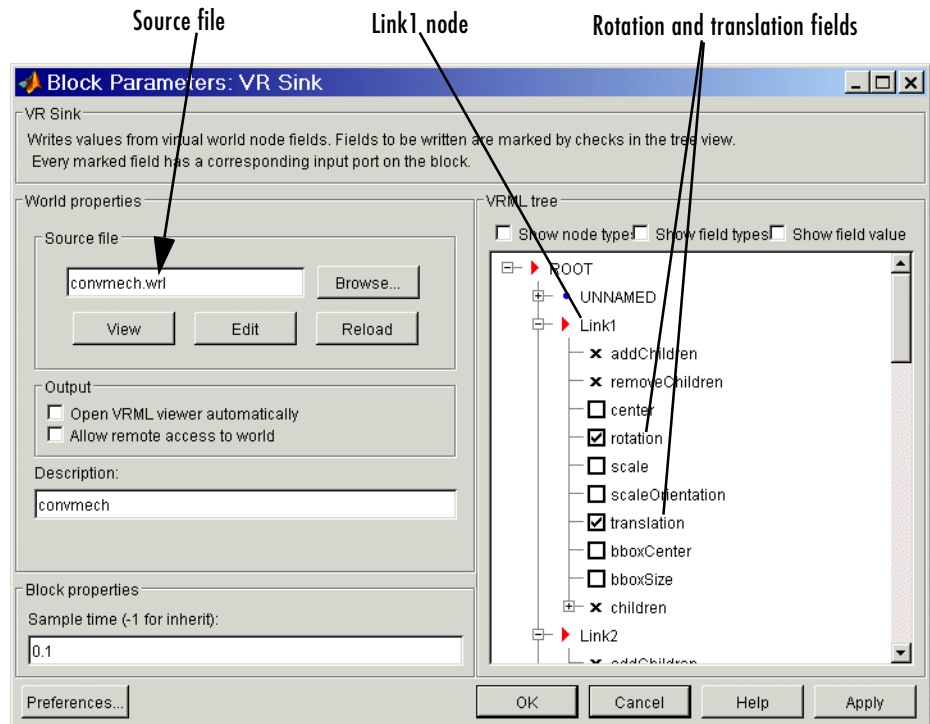 Source file
Link1 node
Rotation and translation fields
Block Parameters: VR Sink
VR Sink
Writes values from virtual world node fields. Fields to be written are marked by checks in the tree view.
Every marked field has a corresponding input port on the block.
World properties
Source file
convmech.wrl
Browse...
View
Edit
Reload
Output
Open VRML viewer automatically
Allow remote access to world
Description:
convmech
Block properties
Sample time (-1 for inherit):
0.1
VRML tree
Show node types
Show field types
Show field value
ROOT
UNNAMED
Link1
addChildren
removeChildren
center
rotation
scale
scaleOrientation
translation
bboxCenter
bboxSize
children
Link2
addChildren
Preferences...
OK
Cancel
Help
Apply